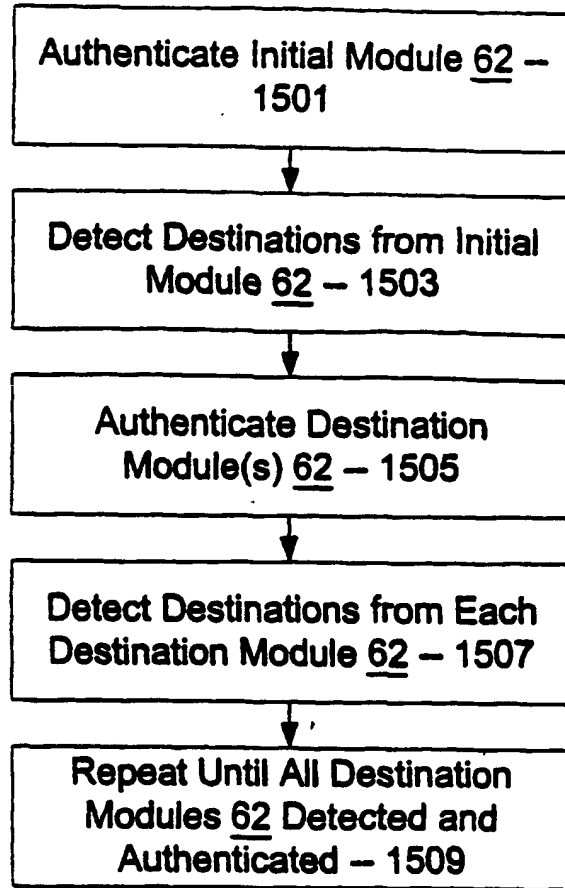 Authenticate Initial Module 62 –
1501
Detect Destinations from Initial
Module 62 – 1503
Authenticate Destination
Module(s) 62 – 1505
Detect Destinations from Each
Destination Module 62 – 1507
Repeat Until All Destination
Modules 62 Detected and
Authenticated – 1509